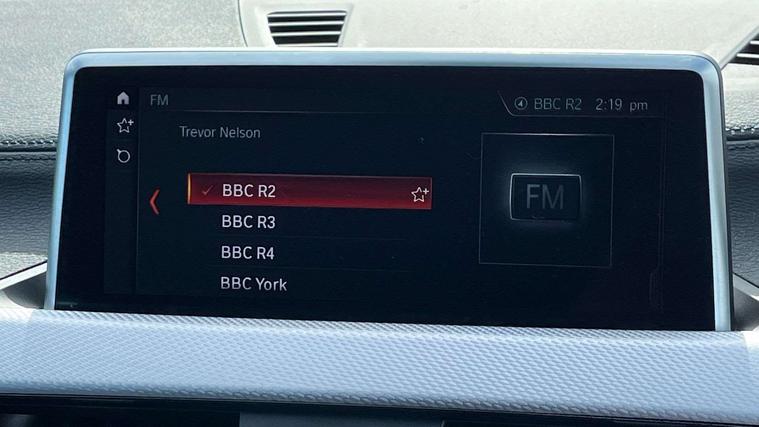 FM
BBC R2 2:19 pm
Trevor Nelson
BBC R2
BBC R3
BBC R4
BBC York
FM